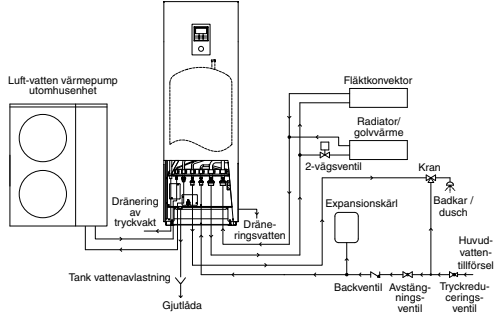 Luft-vatten värmepump
utomhusenhet
Fläktkonvektor
Radiator/
golvvärme
2-vägsventil
Kran
Badkar /
dusch
Dränering
av
tryckvakt
Expansionskärl
Dräne-
ringsvatten
Huvud-
vatten-
tillförsel
Tank vattenavlastning
Gjutlåda
Backventil
Avstäng-
nings-
ventil
Tryckredu-
cerings-
ventil